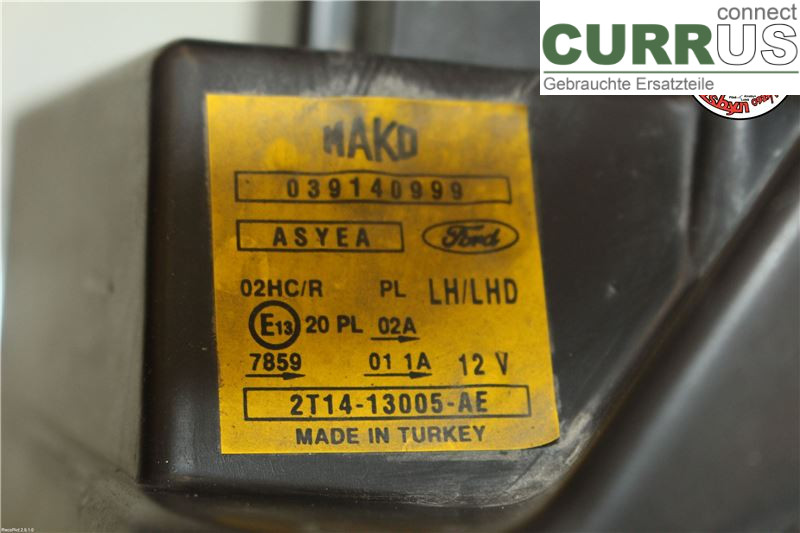 connect
CURRUS
Gebrauchte Ersatzteile
MAKO
039140999
ASYEA Ford
02HC/R PL LH/LHD
E13 20 PL 02A
7859 01 1A 12 V
2T14-13005-AE
MADE IN TURKEY